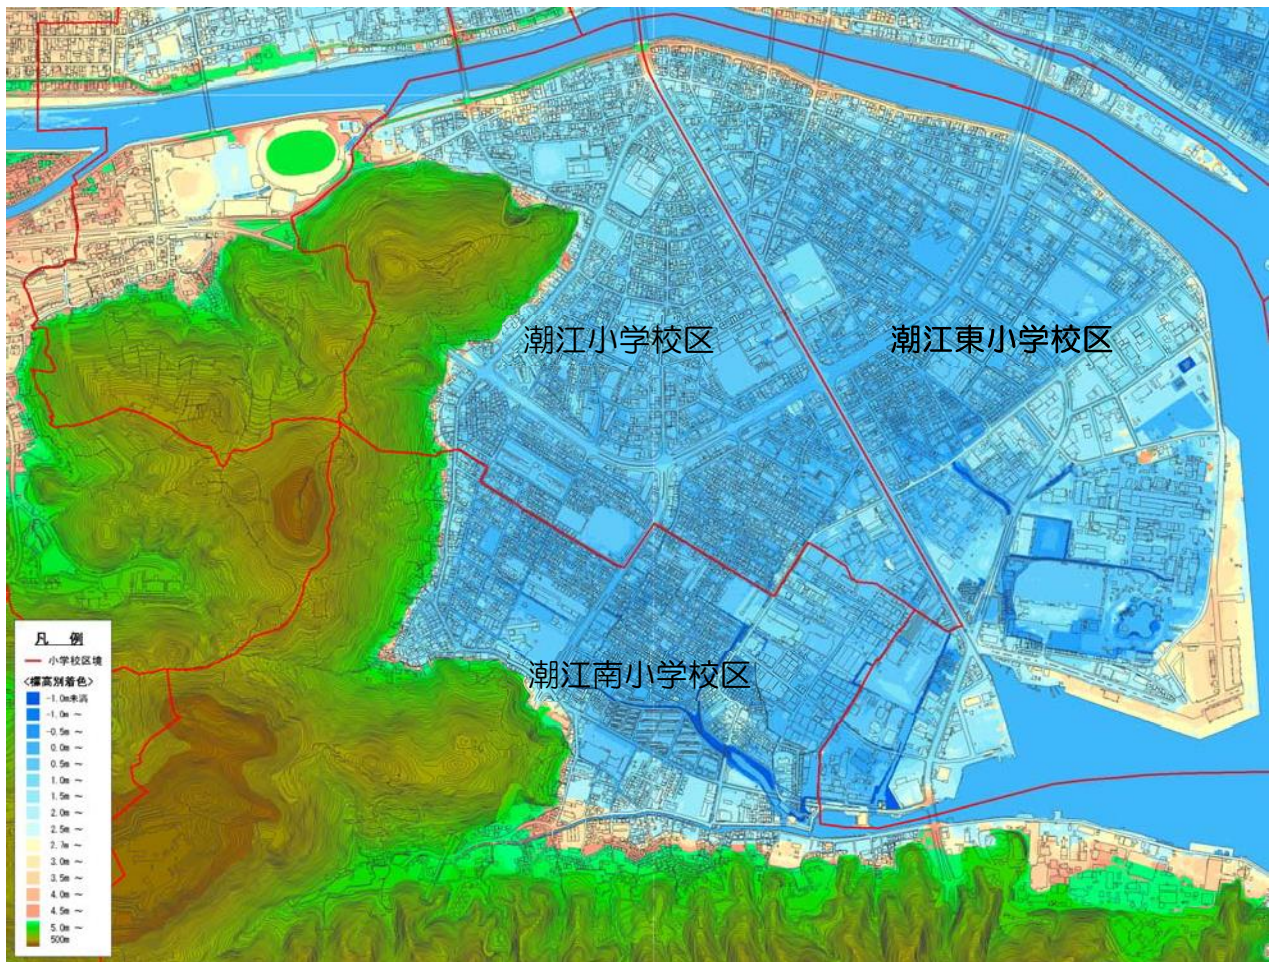 潮江小学校区
潮江東小学校区
潮江南小学校区
凡 例
小学校区境
<標高別着色>
-1.0m未満
-1.0m ~
-0.5m ~
0.0m ~
0.5m ~
1.0m ~
1.5m ~
2.0m ~
2.5m ~
2.7m ~
3.0m ~
3.5m ~
4.0m ~
4.5m ~
5.0m ~
500m